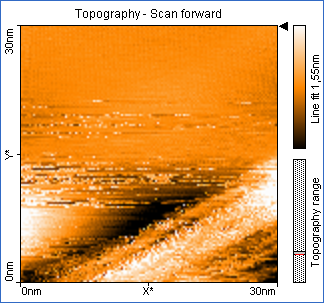 Topography - Scan forward
30nm
Y*
0nm
0nm
X*
30nm
Line fit 1,55nm
Topography range